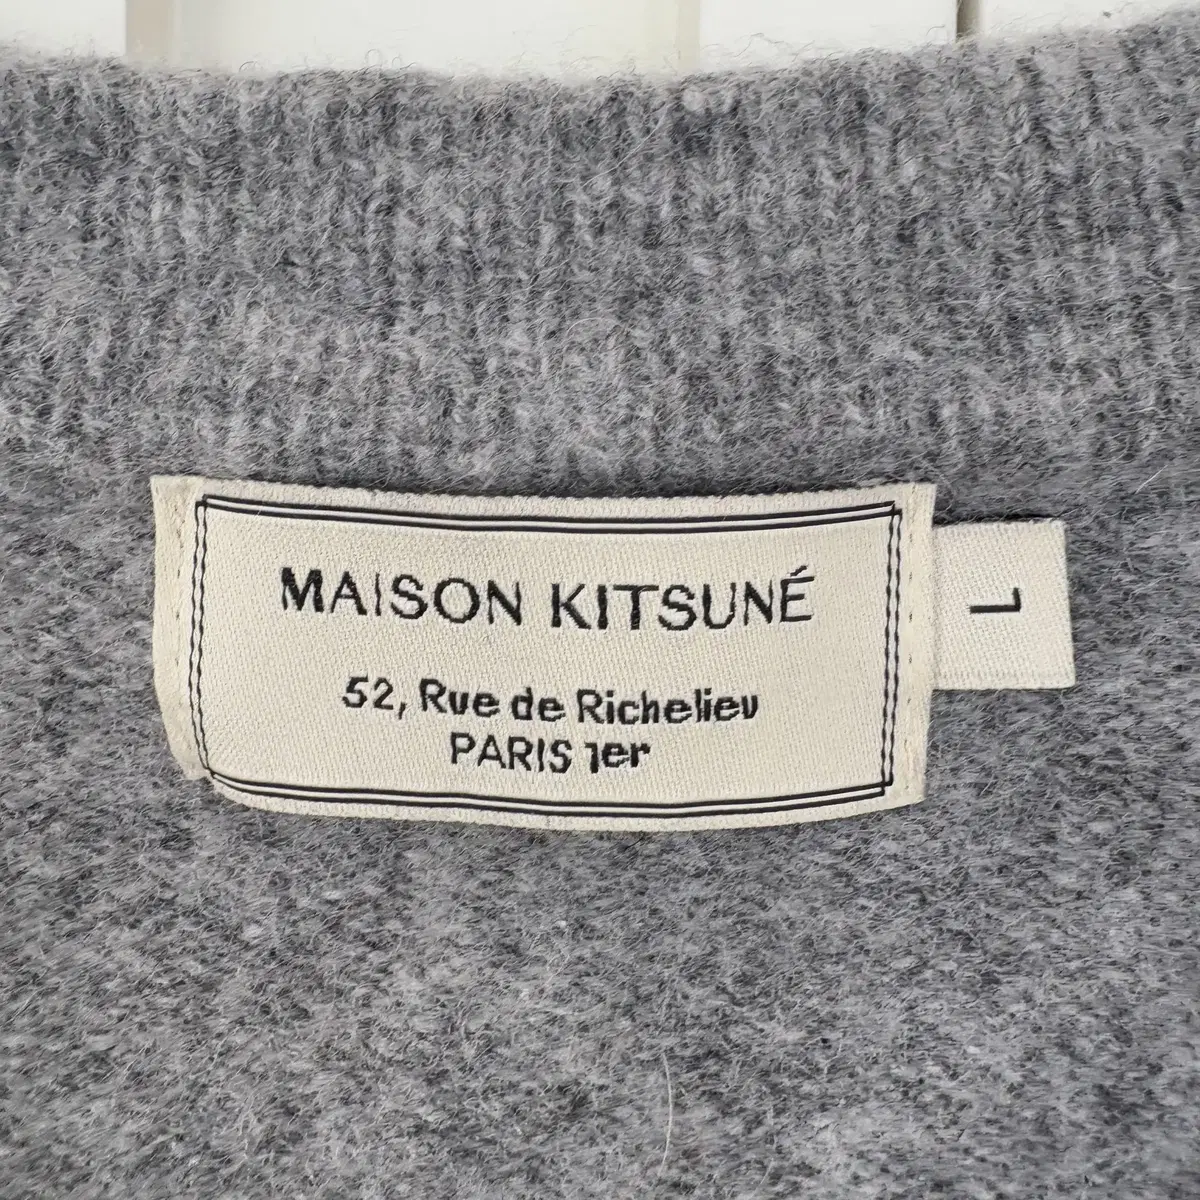 MAISON KITSUNÉ
52, Rue de Richelieu
PARIS 1er
L